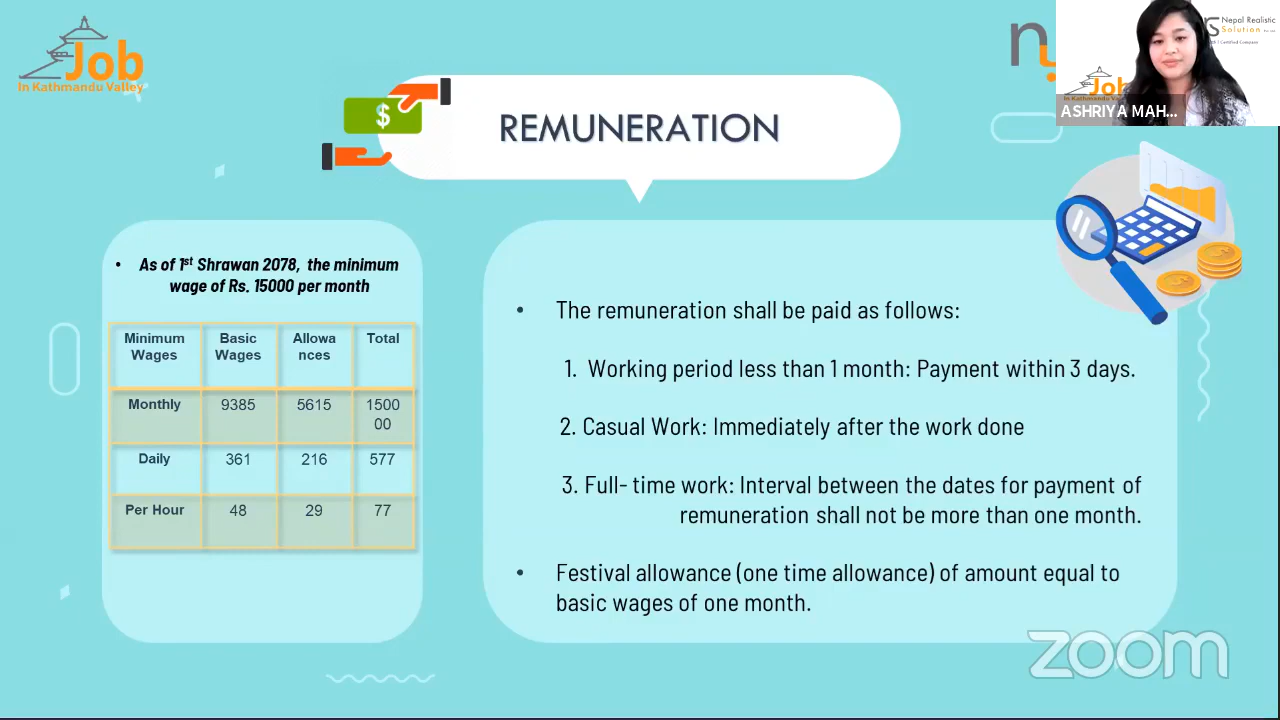 Job
In Kathmandu Valley
$
REMUNERATION
Nepal Realistic
Solution
Job
In Kathmandu
ASHRIYA MAH...
• As of 1st Shrawan 2078, the minimum
wage of Rs. 15000 per month
Minimum Wages Basic Wages Allowa nces Total
Monthly 9385 5615 1500 00
Daily 361 216 577
Per Hour 48 29 77
• The remuneration shall be paid as follows:
1. Working period less than 1 month: Payment within 3 days.
2. Casual Work: Immediately after the work done
3. Full- time work: Interval between the dates for payment of
remuneration shall not be more than one month.
• Festival allowance (one time allowance) of amount equal to
basic wages of one month.
zoom